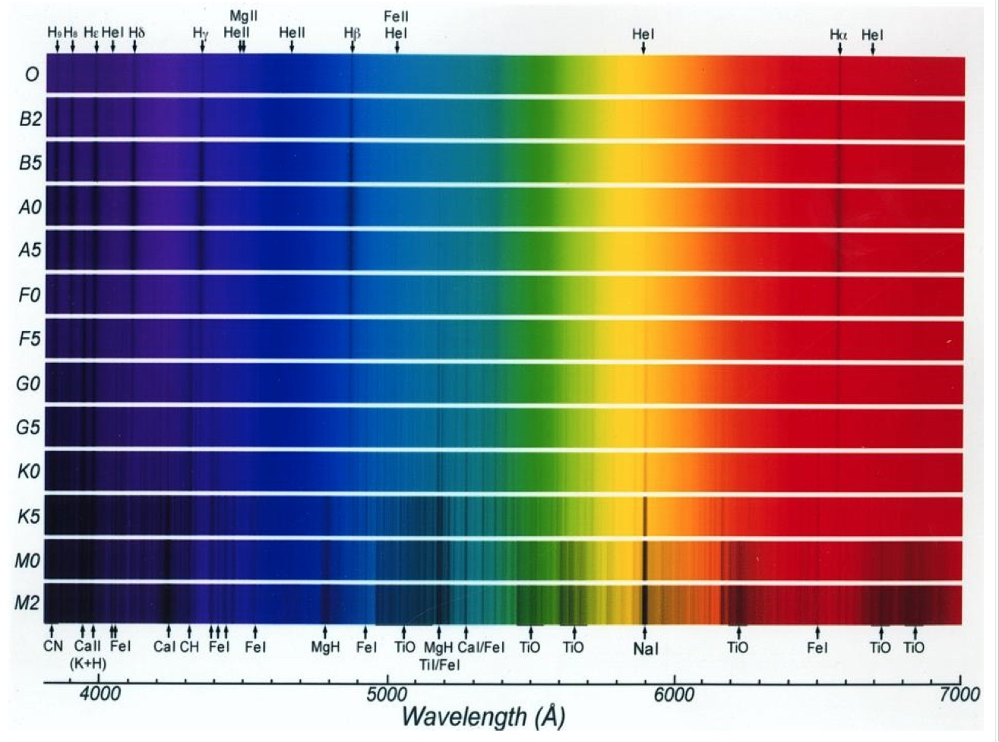 MgII FeII
H9 H8 Hε HeI Hδ Hγ HeII HeII Hβ HeI HeI Hα HeI
O
B2
B5
A0
A5
F0
F5
G0
G5
K0
K5
M0
M2
CN CaII FeI CaI CH FeI FeI MgH FeI TiO MgH CaI/FeI TiO TiO NaI TiO FeI TiO TiO
(K+H) TiI/FeI
4000 5000 6000 7000
Wavelength (Å)